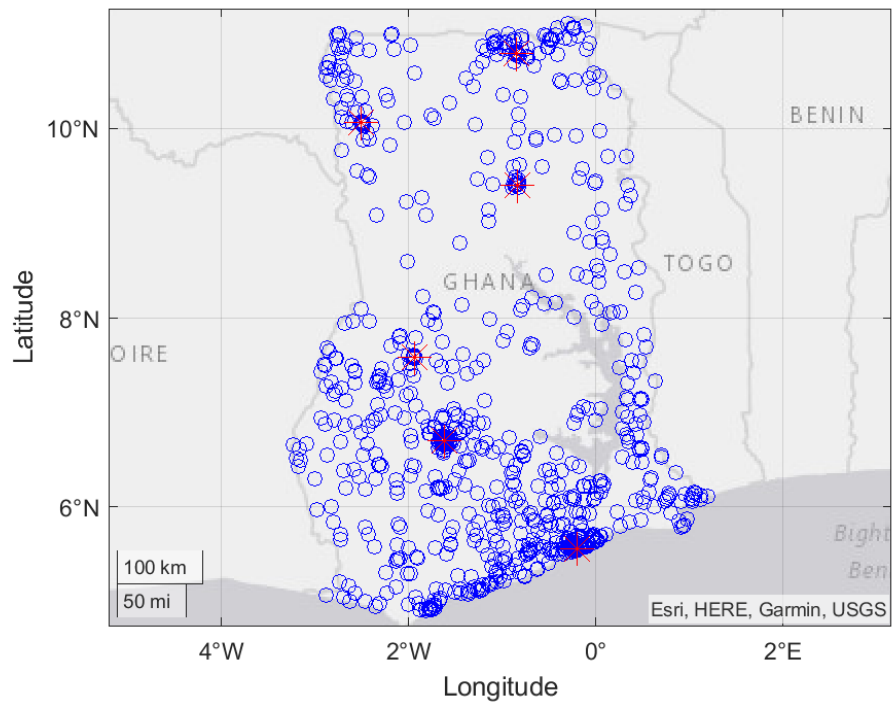 10°N
BENIN
TOGO
GHANA
8°N
OIRE
6°N
Bight
Ben
100 km
50 mi
Esri, HERE, Garmin, USGS
4°W
2°W
0°
2°E
Latitude
Longitude